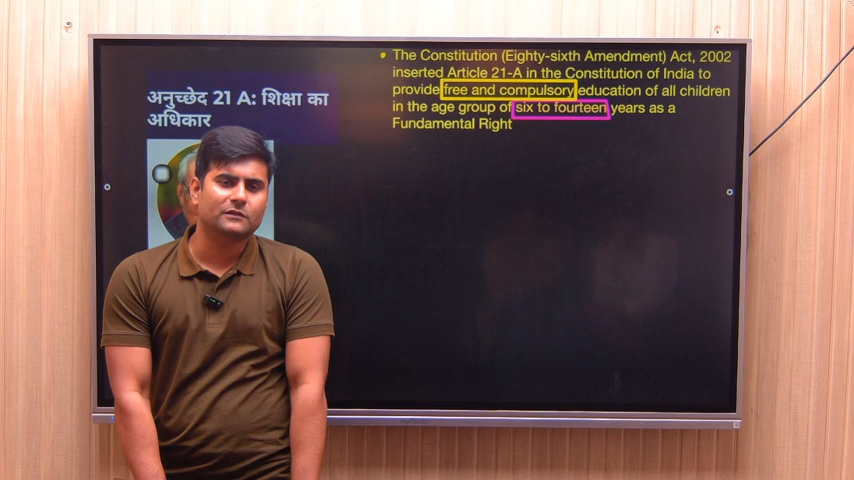 अनुच्छेद 21 A: शिक्षा का
अधिकार
• The Constitution (Eighty-sixth Amendment) Act, 2002
inserted Article 21-A in the Constitution of India to
provide free and compulsory education of all children
in the age group of six to fourteen years as a
Fundamental Right